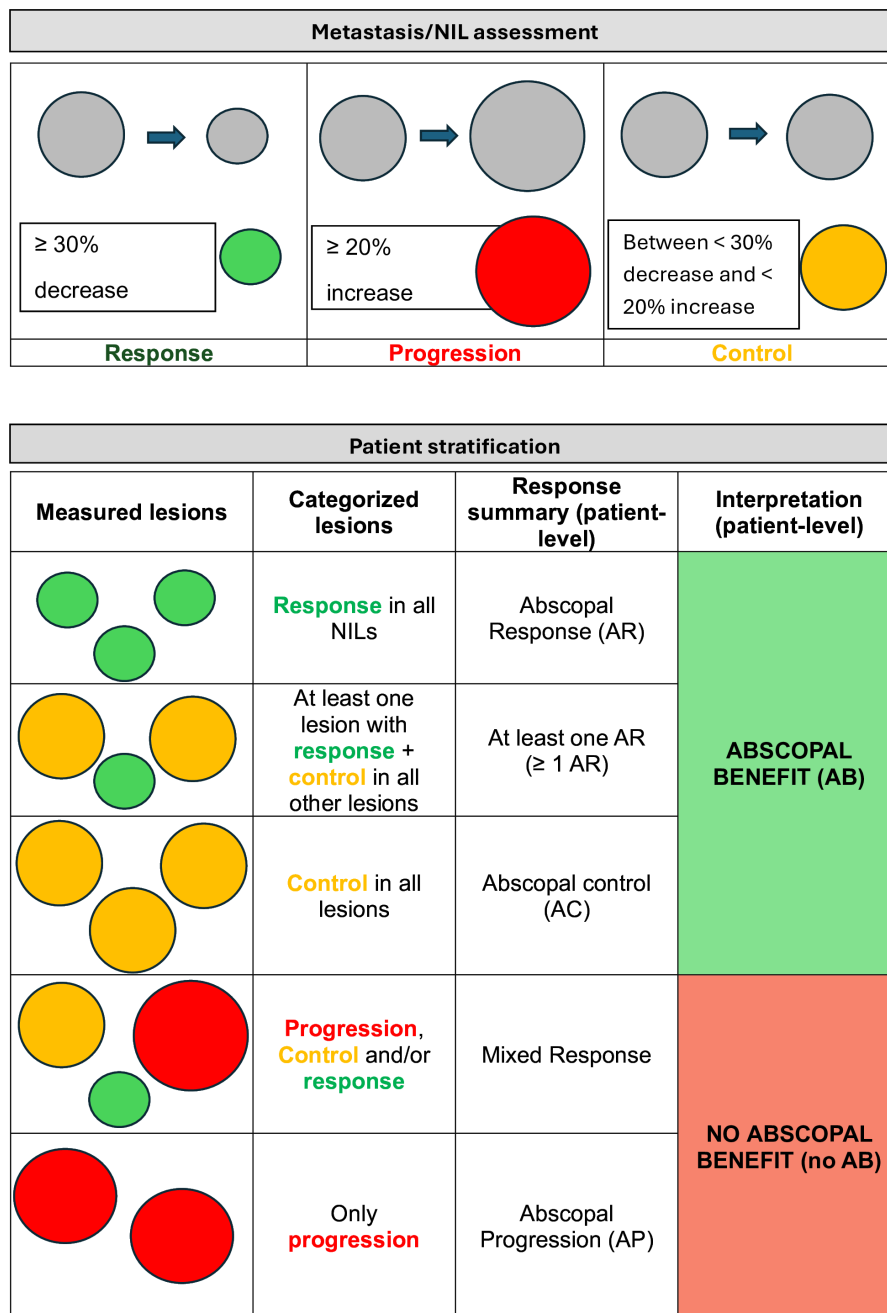 Metastasis/NIL assessment
≥ 30%
decrease
≥ 20%
increase
Between < 30%
decrease and <
20% increase
Response
Progression
Control
Patient stratification
Measured lesions
Categorized
lesions
Response
summary (patient-
level)
Interpretation
(patient-level)
Response in all
NILs
Abscopal
Response (AR)
At least one
lesion with
response +
control in all
other lesions
At least one AR
(≥ 1 AR)
ABSCOPAL
BENEFIT (AB)
Control in all
lesions
Abscopal control
(AC)
Progression,
Control and/or
response
Mixed Response
NO ABSCOPAL
BENEFIT (no AB)
Only
progression
Abscopal
Progression (AP)